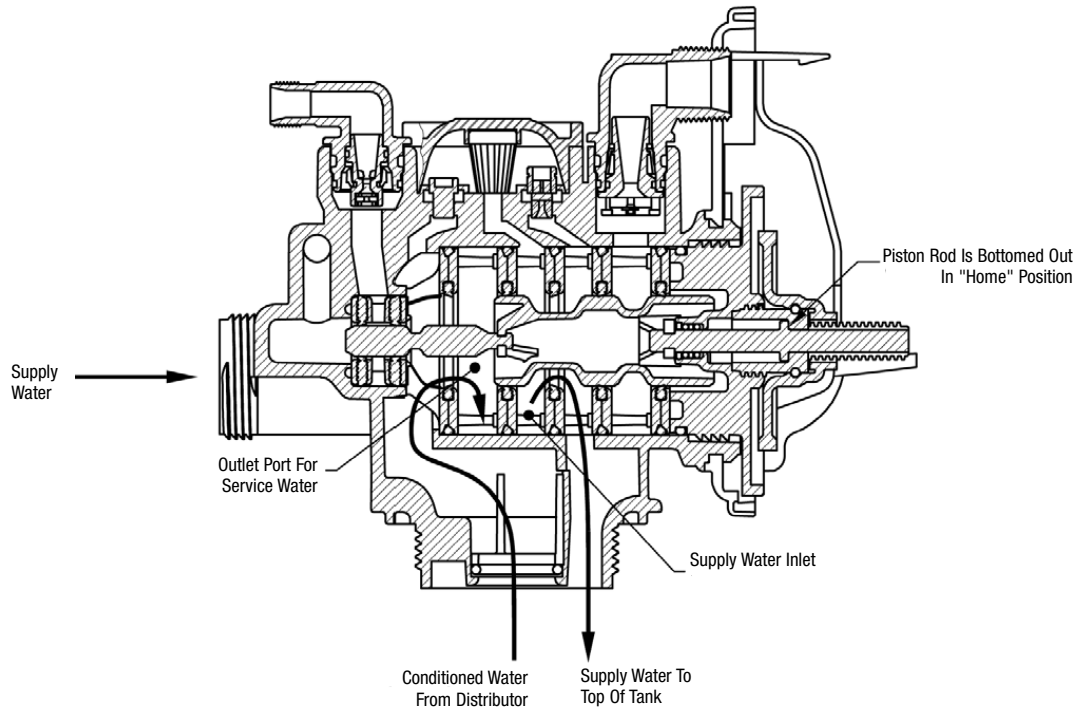 Piston Rod Is Bottomed Out
In "Home" Position
Supply
Water
Outlet Port For
Service Water
Supply Water Inlet
Conditioned Water
From Distributor
Supply Water To
Top Of Tank